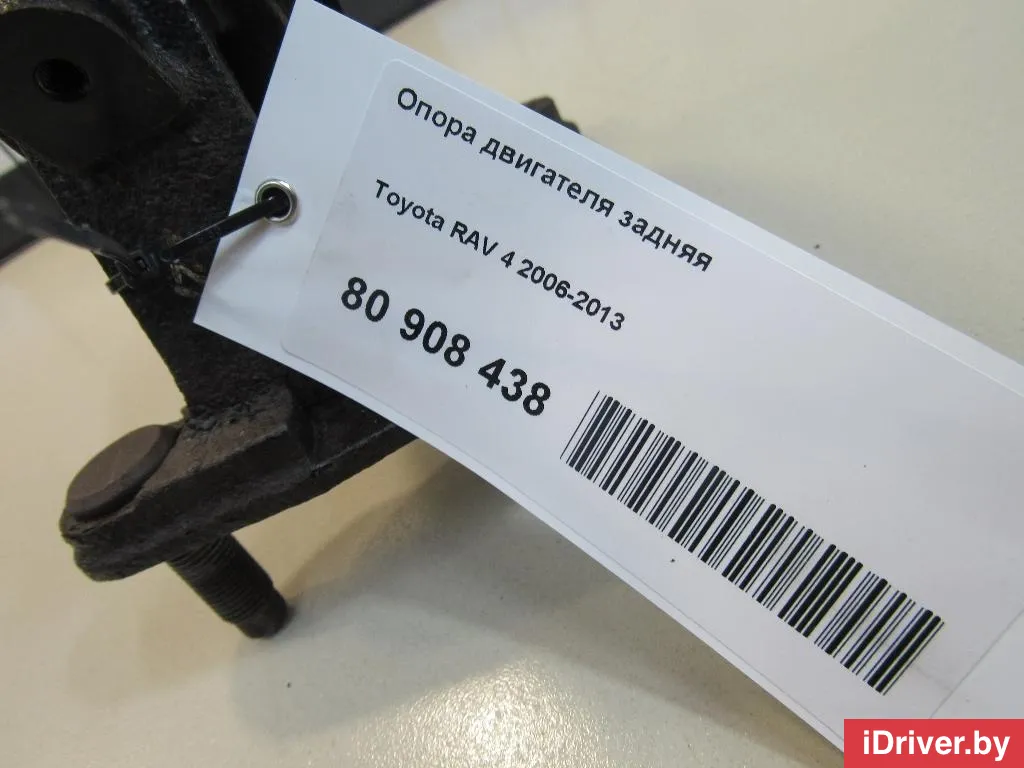 Опора двигателя задняя
Toyota RAV 4 2006-2013
80 908 438
iDriver.by